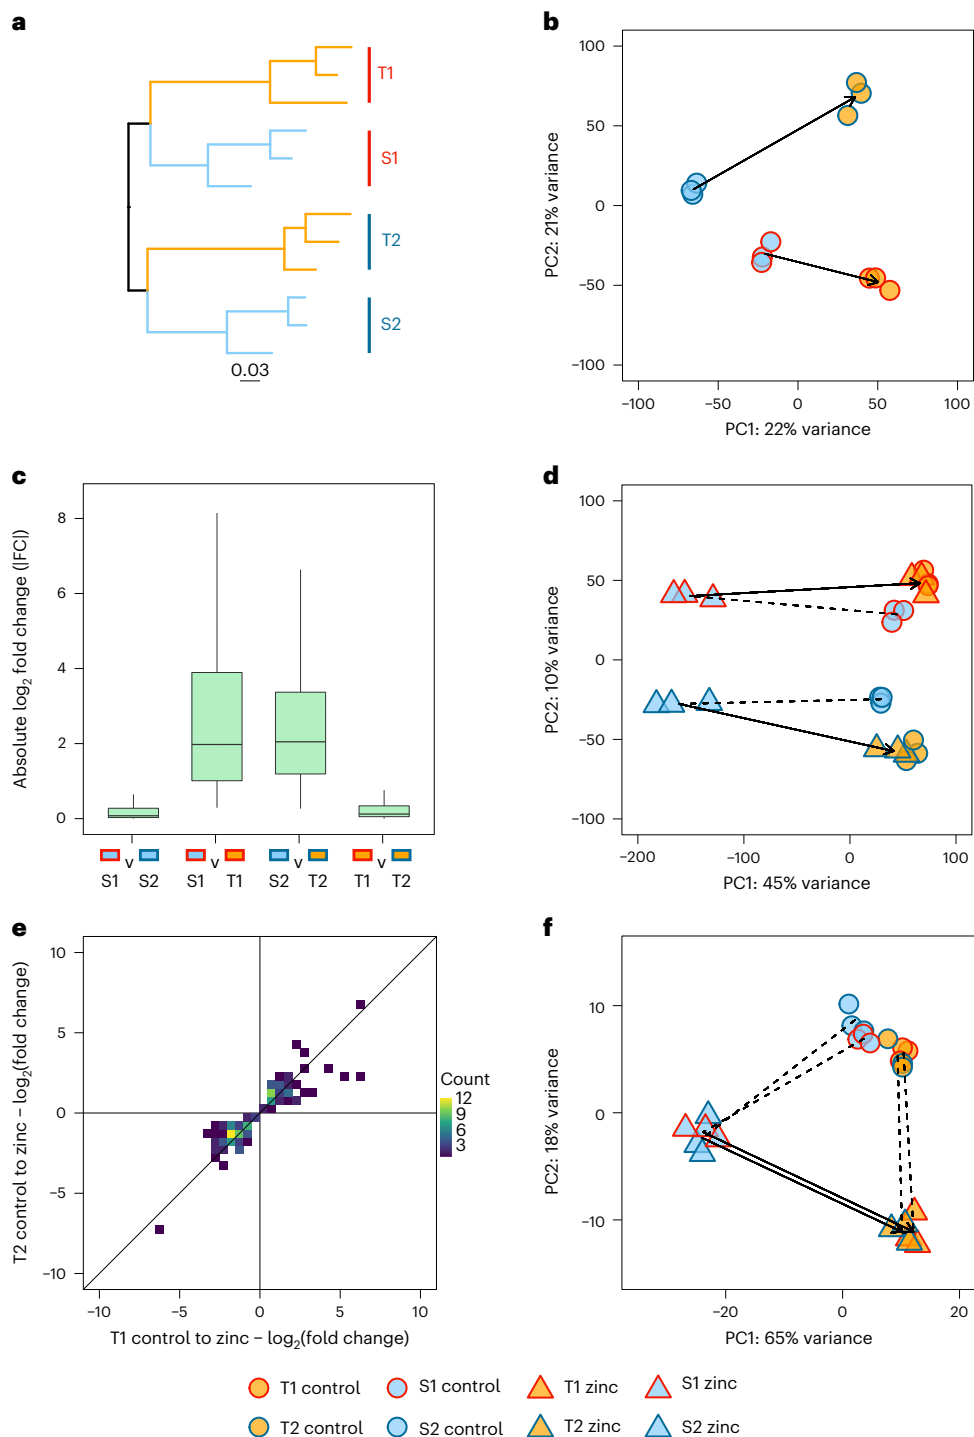 a
T1
S1
T2
S2
0.03
b
100
50
0
−50
−100
PC2: 21% variance
−100 −50 0 50 100
PC1: 22% variance
c
8
6
4
2
0
Absolute log2 fold change (|FC|)
v v v v
S1 S2 S1 T1 S2 T2 T1 T2
d
100
50
0
−50
−100
PC2: 10% variance
−200 −100 0 100
PC1: 45% variance
e
10
5
0
−5
−10
T2 control to zinc − log2(fold change)
−10 −5 0 5 10
T1 control to zinc − log2(fold change)
Count
12
9
6
3
f
10
0
−10
PC2: 18% variance
−20 0 20
PC1: 65% variance
T1 control S1 control T1 zinc S1 zinc
T2 control S2 control T2 zinc S2 zinc